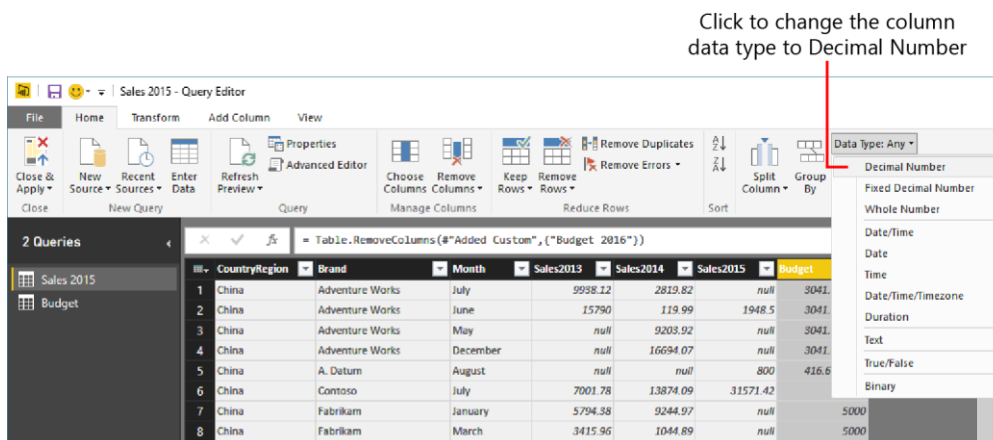 Click to change the column
data type to Decimal Number
Sales 2015 - Query Editor
File Home Transform Add Column View
Close & Apply New Source Recent Sources Enter Data Refresh Preview Properties Advanced Editor Choose Columns Remove Columns Keep Rows Remove Rows Remove Duplicates Remove Errors Split Column Group By Data Type: Any
Close New Query Query Manage Columns Reduce Rows Sort
Decimal Number
Fixed Decimal Number
Whole Number
Date/Time
Date
Time
Date/Time/Timezone
Duration
Text
True/False
Binary
2 Queries
Sales 2015
Budget
fx = Table.RemoveColumns(#"Added Custom",{"Budget 2016"})
CountryRegion Brand Month Sales2013 Sales2014 Sales2015 Budget
1 China Adventure Works July 9938.12 2819.82 null 3041.
2 China Adventure Works June 15790 119.99 1948.5 3041.
3 China Adventure Works May null 9203.92 null 3041.
4 China Adventure Works December null 16694.07 null 3041.
5 China A. Datum August null null 800 416.6
6 China Contoso July 7001.78 13874.09 31571.42
7 China Fabrikam January 5794.38 9244.97 null 5000
8 China Fabrikam March 3415.96 1044.89 null 5000